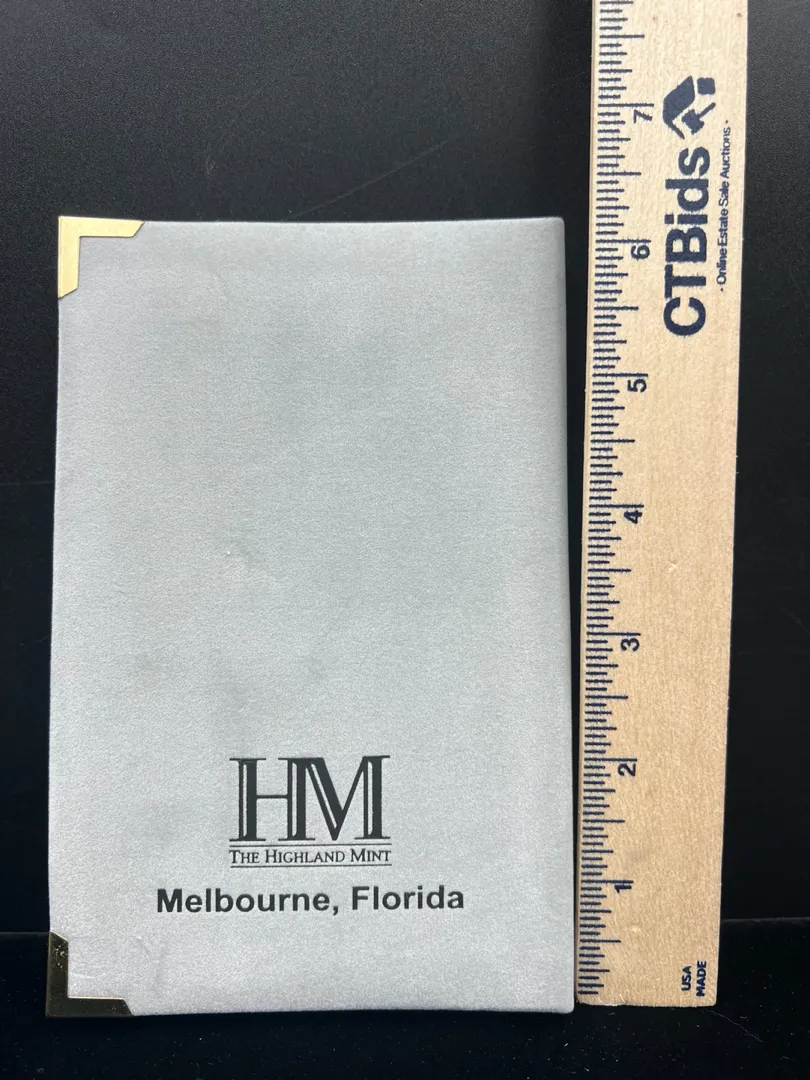 HM
THE HIGHLAND MINT
Melbourne, Florida
7
6
5
4
3
2
1
CTBids
· Online Estate Sale Auctions ·
USA
MADE